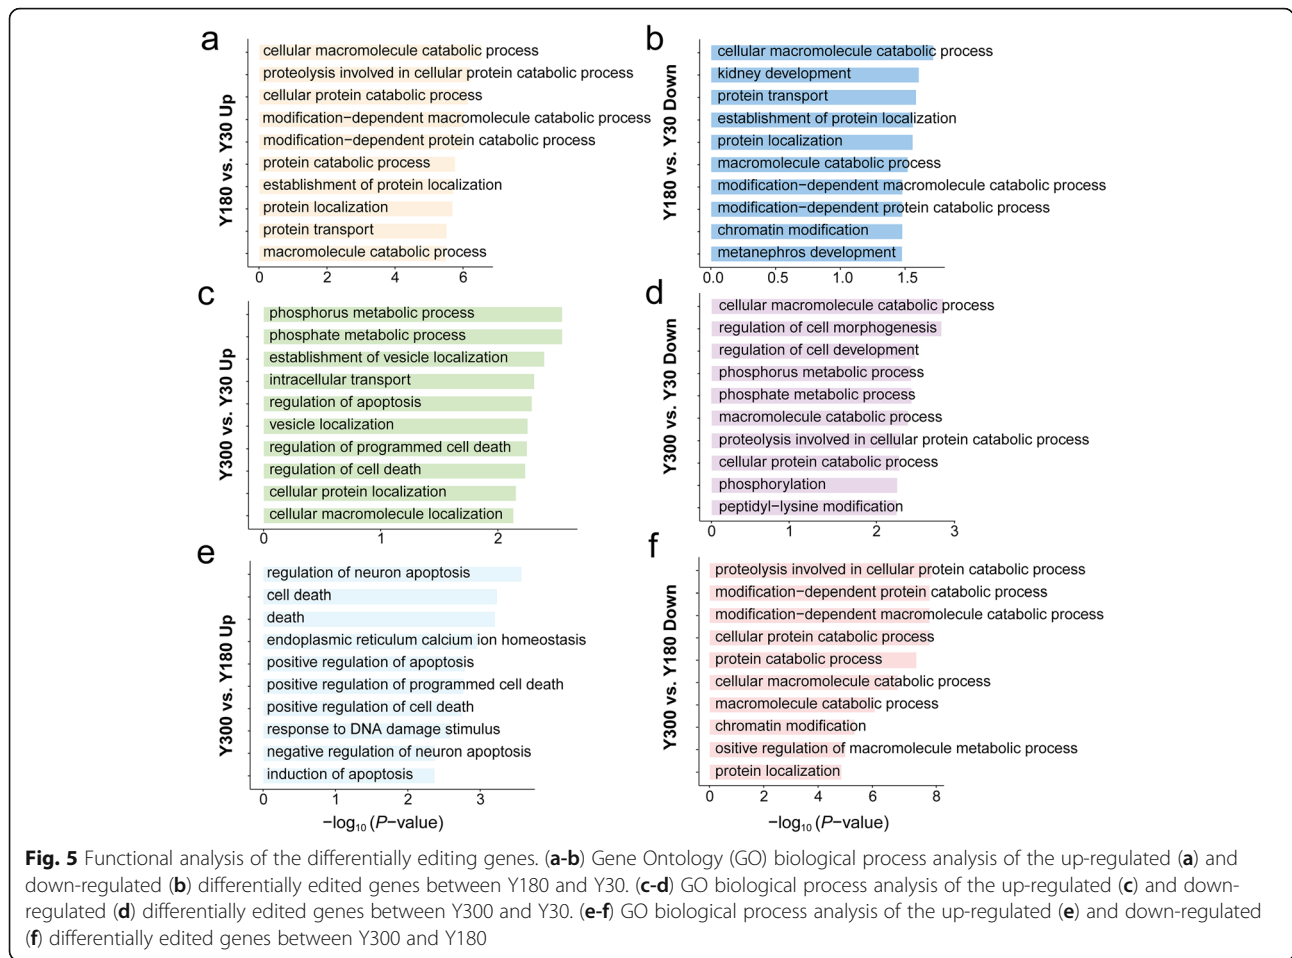 a
Y180 vs. Y30 Up
cellular macromolecule catabolic process
proteolysis involved in cellular protein catabolic process
cellular protein catabolic process
modification−dependent macromolecule catabolic process
modification−dependent protein catabolic process
protein catabolic process
establishment of protein localization
protein localization
protein transport
macromolecule catabolic process
0 2 4 6
b
Y180 vs. Y30 Down
cellular macromolecule catabolic process
kidney development
protein transport
establishment of protein localization
protein localization
macromolecule catabolic process
modification−dependent macromolecule catabolic process
modification−dependent protein catabolic process
chromatin modification
metanephros development
0.0 0.5 1.0 1.5
c
Y300 vs. Y30 Up
phosphorus metabolic process
phosphate metabolic process
establishment of vesicle localization
intracellular transport
regulation of apoptosis
vesicle localization
regulation of programmed cell death
regulation of cell death
cellular protein localization
cellular macromolecule localization
0 1 2
d
Y300 vs. Y30 Down
cellular macromolecule catabolic process
regulation of cell morphogenesis
regulation of cell development
phosphorus metabolic process
phosphate metabolic process
macromolecule catabolic process
proteolysis involved in cellular protein catabolic process
cellular protein catabolic process
phosphorylation
peptidyl−lysine modification
0 1 2 3
e
Y300 vs. Y180 Up
regulation of neuron apoptosis
cell death
death
endoplasmic reticulum calcium ion homeostasis
positive regulation of apoptosis
positive regulation of programmed cell death
positive regulation of cell death
response to DNA damage stimulus
negative regulation of neuron apoptosis
induction of apoptosis
0 1 2 3
−log10 (P−value)
f
Y300 vs. Y180 Down
proteolysis involved in cellular protein catabolic process
modification−dependent protein catabolic process
modification−dependent macromolecule catabolic process
cellular protein catabolic process
protein catabolic process
cellular macromolecule catabolic process
macromolecule catabolic process
chromatin modification
ositive regulation of macromolecule metabolic process
protein localization
0 2 4 6 8
−log10 (P−value)
Fig. 5 Functional analysis of the differentially editing genes. (a-b) Gene Ontology (GO) biological process analysis of the up-regulated (a) and
down-regulated (b) differentially edited genes between Y180 and Y30. (c-d) GO biological process analysis of the up-regulated (c) and down-
regulated (d) differentially edited genes between Y300 and Y30. (e-f) GO biological process analysis of the up-regulated (e) and down-regulated
(f) differentially edited genes between Y300 and Y180